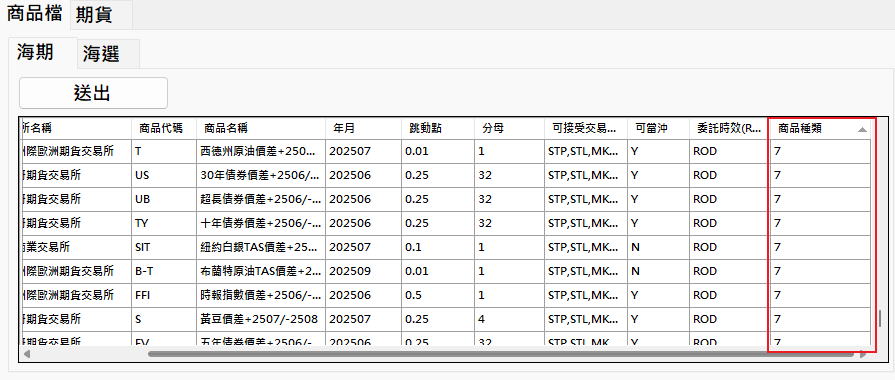 商品檔 期貨
海期 海選
送出
所名稱 商品代碼 商品名稱 年月 跳動點 分母 可接受交易... 可當沖 委託時效(R... 商品種類
際歐洲期貨交易所 T 西德州原油價差+250... 202507 0.01 1 STP,STL,MK... Y ROD 7
期貨交易所 US 30年債券價差+2506/... 202506 0.25 32 STP,STL,MK... Y ROD 7
期貨交易所 UB 超長債券價差+2506/-... 202506 0.25 32 STP,STL,MK... Y ROD 7
期貨交易所 TY 十年債券價差+2506/-... 202506 0.25 32 STP,STL,MK... Y ROD 7
業交易所 SIT 紐約白銀TAS價差+25... 202507 0.1 1 STP,STL,MK... N ROD 7
際歐洲期貨交易所 B-T 布蘭特原油TAS價差+2... 202509 0.01 1 STP,STL,MK... N ROD 7
際歐洲期貨交易所 FFI 時報指數價差+2506/-... 202506 0.5 1 STP,STL,MK... Y ROD 7
期貨交易所 S 黃豆價差+2507/-2508 202507 0.25 4 STP,STL,MK... Y ROD 7
期貨交易所 FV 五年債券價差+2506/-... 202506 0.25 32 STP,STL,MK... Y ROD 7